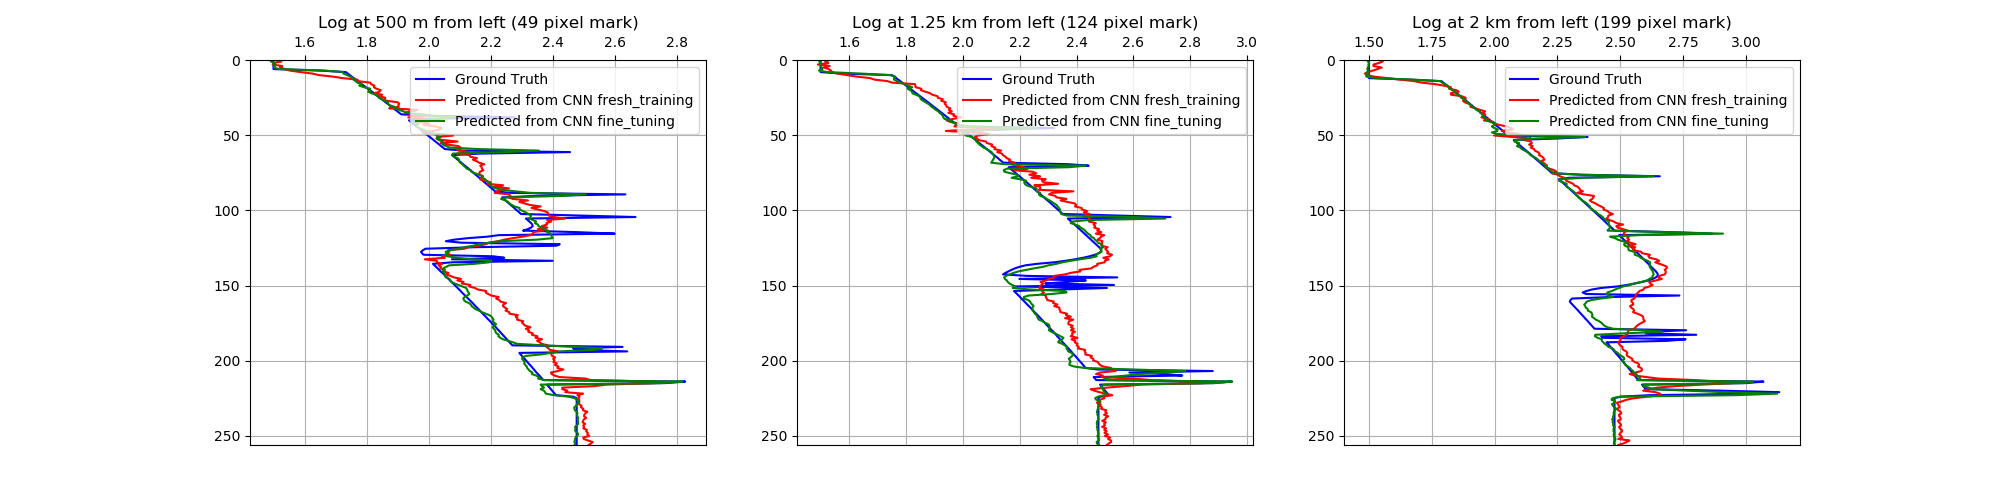 Log at 500 m from left (49 pixel mark)
1.6 1.8 2.0 2.2 2.4 2.6 2.8
0
50
100
150
200
250
Ground Truth
Predicted from CNN fresh_training
Predicted from CNN fine_tuning
Log at 1.25 km from left (124 pixel mark)
1.6 1.8 2.0 2.2 2.4 2.6 2.8 3.0
0
50
100
150
200
250
Ground Truth
Predicted from CNN fresh_training
Predicted from CNN fine_tuning
Log at 2 km from left (199 pixel mark)
1.50 1.75 2.00 2.25 2.50 2.75 3.00
0
50
100
150
200
250
Ground Truth
Predicted from CNN fresh_training
Predicted from CNN fine_tuning